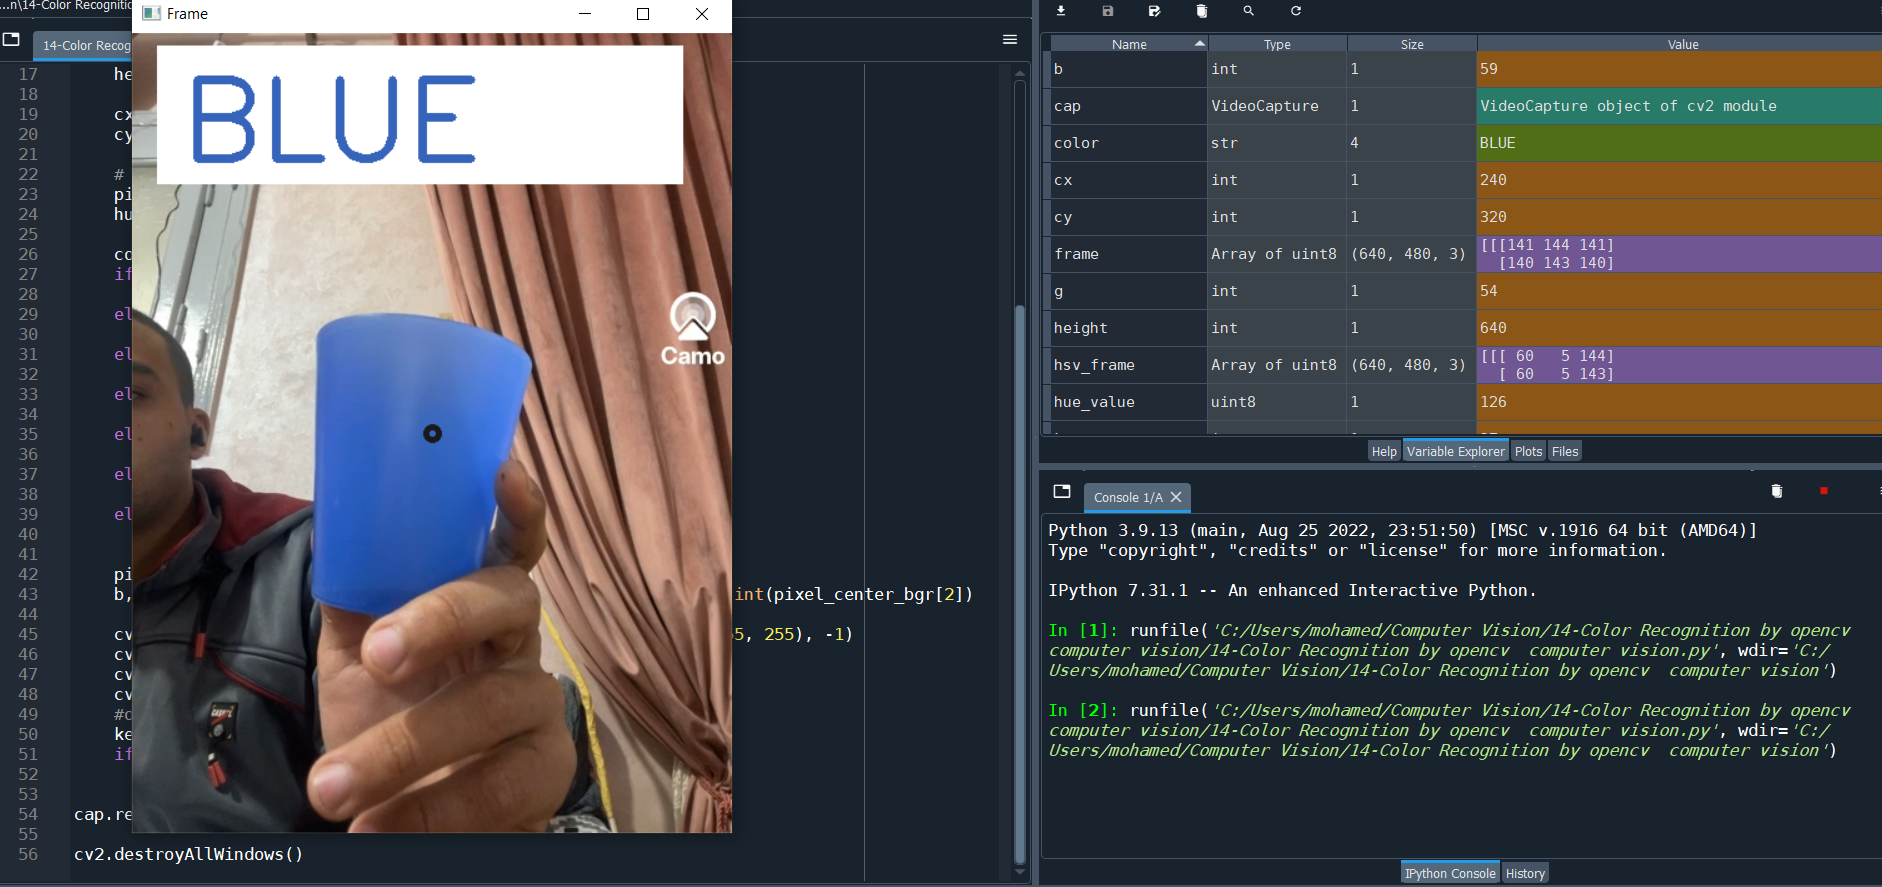 ...n\14-Color Recognitic
14-Color Recog
Frame
BLUE
Camo
17 he
18
19 cx
20 cy
21
22 #
23 pi
24 hu
25
26 co
27 if
28
29 el
30
31 el
32
33 el
34
35 el
36
37 el
38
39 el
40
41
42 pi
43 b, int(pixel_center_bgr[2])
44
45 cv 5, 255), -1)
46 cv
47 cv
48 cv
49 #c
50 ke
51 if
52
53
54 cap.re
55
56 cv2.destroyAllWindows()
Name Type Size Value
b int 1 59
cap VideoCapture 1 VideoCapture object of cv2 module
color str 4 BLUE
cx int 1 240
cy int 1 320
frame Array of uint8 (640, 480, 3) [[[141 144 141]
[140 143 140]
g int 1 54
height int 1 640
hsv_frame Array of uint8 (640, 480, 3) [[[ 60 5 144]
[ 60 5 143]
hue_value uint8 1 126
Help Variable Explorer Plots Files
Console 1/A
Python 3.9.13 (main, Aug 25 2022, 23:51:50) [MSC v.1916 64 bit (AMD64)]
Type "copyright", "credits" or "license" for more information.
IPython 7.31.1 -- An enhanced Interactive Python.
In [1]: runfile('C:/Users/mohamed/Computer Vision/14-Color Recognition by opencv
computer vision/14-Color Recognition by opencv  computer vision.py', wdir='C:/
Users/mohamed/Computer Vision/14-Color Recognition by opencv  computer vision')
In [2]: runfile('C:/Users/mohamed/Computer Vision/14-Color Recognition by opencv
computer vision/14-Color Recognition by opencv  computer vision.py', wdir='C:/
Users/mohamed/Computer Vision/14-Color Recognition by opencv  computer vision')
IPython Console History